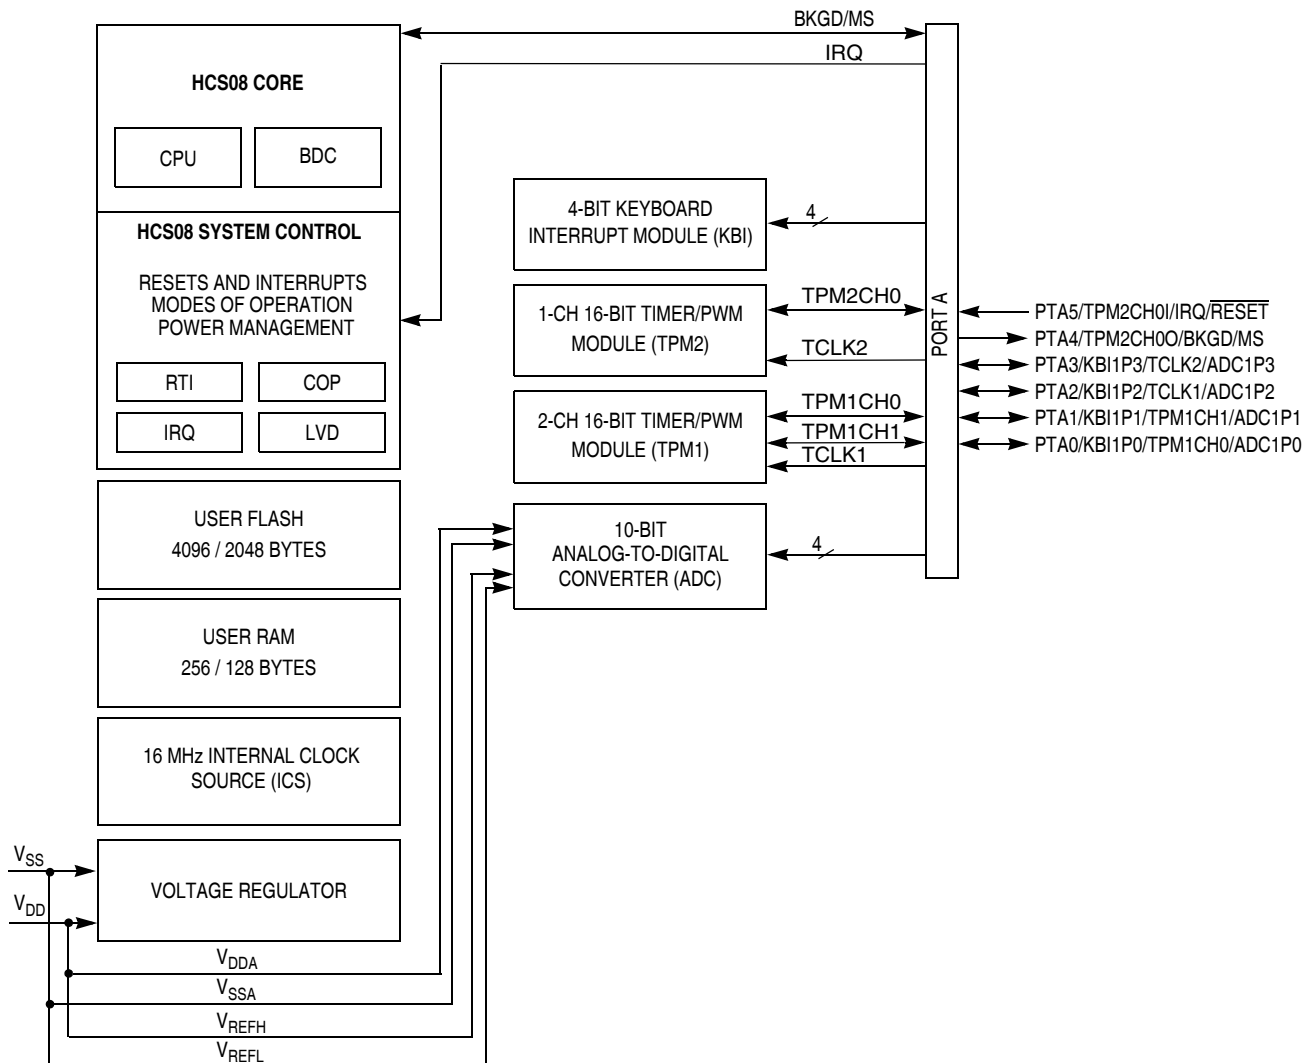 BKGD/MS
IRQ
HCS08 CORE
CPU
BDC
HCS08 SYSTEM CONTROL
RESETS AND INTERRUPTS
MODES OF OPERATION
POWER MANAGEMENT
RTI
COP
IRQ
LVD
USER FLASH
4096 / 2048 BYTES
USER RAM
256 / 128 BYTES
16 MHz INTERNAL CLOCK
SOURCE (ICS)
VOLTAGE REGULATOR
VSS
VDD
VDDA
VSSA
VREFH
VREFL
4-BIT KEYBOARD
INTERRUPT MODULE (KBI)
4
1-CH 16-BIT TIMER/PWM
MODULE (TPM2)
TPM2CH0
TCLK2
2-CH 16-BIT TIMER/PWM
MODULE (TPM1)
TPM1CH0
TPM1CH1
TCLK1
10-BIT
ANALOG-TO-DIGITAL
CONVERTER (ADC)
4
PORT A
PTA5/TPM2CH0I/IRQ/RESET
PTA4/TPM2CH0O/BKGD/MS
PTA3/KBI1P3/TCLK2/ADC1P3
PTA2/KBI1P2/TCLK1/ADC1P2
PTA1/KBI1P1/TPM1CH1/ADC1P1
PTA0/KBI1P0/TPM1CH0/ADC1P0